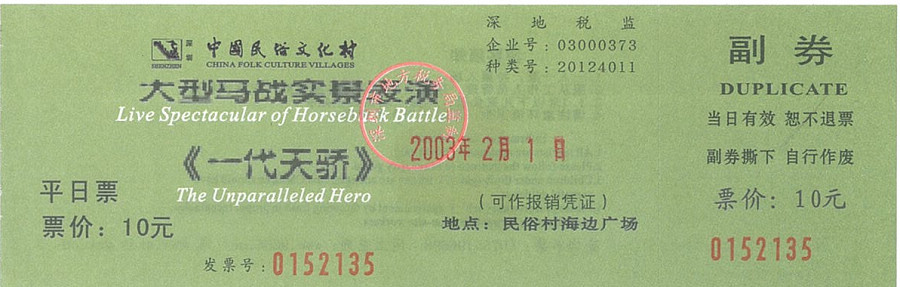 深圳
SHENZHEN
中國民俗文化村
CHINA FOLK CULTURE VILLAGES
大型马战实景表演
Live Spectacular of Horseback Battle
《一代天骄》
The Unparalleled Hero
平日票
票价：10元
发票号：0152135
深地税监
企业号：03000373
种类号：20124011
2003年2月1日
（可作报销凭证）
地点：民俗村海边广场
副券
DUPLICATE
当日有效 恕不退票
副券撕下 自行作废
票价：10元
0152135